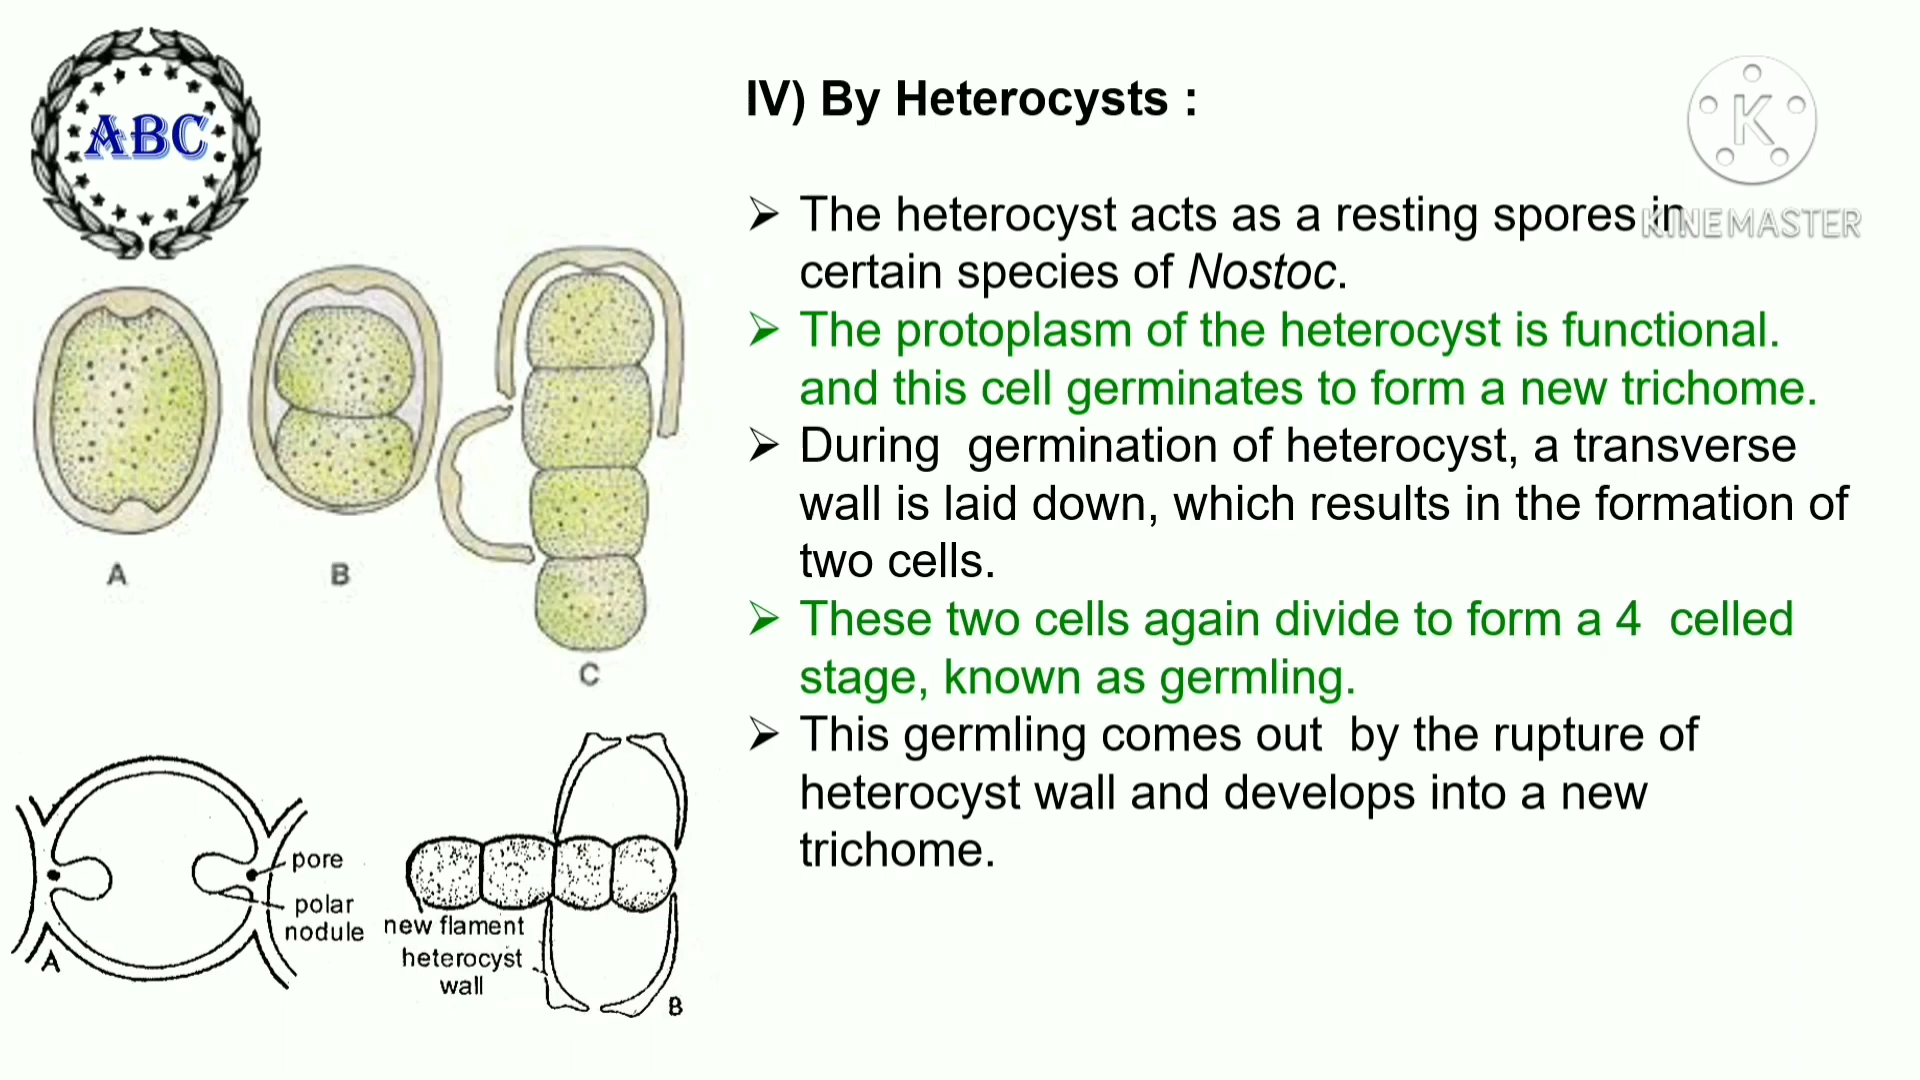 ABC
IV) By Heterocysts :
KINEMASTER
The heterocyst acts as a resting spores in
certain species of Nostoc.
The protoplasm of the heterocyst is functional.
and this cell germinates to form a new trichome.
During  germination of heterocyst, a transverse
wall is laid down, which results in the formation of
two cells.
These two cells again divide to form a 4  celled
stage, known as germling.
This germling comes out  by the rupture of
heterocyst wall and develops into a new
trichome.
A
B
C
pore
polar
nodule
A
new flament
heterocyst
wall
B
K